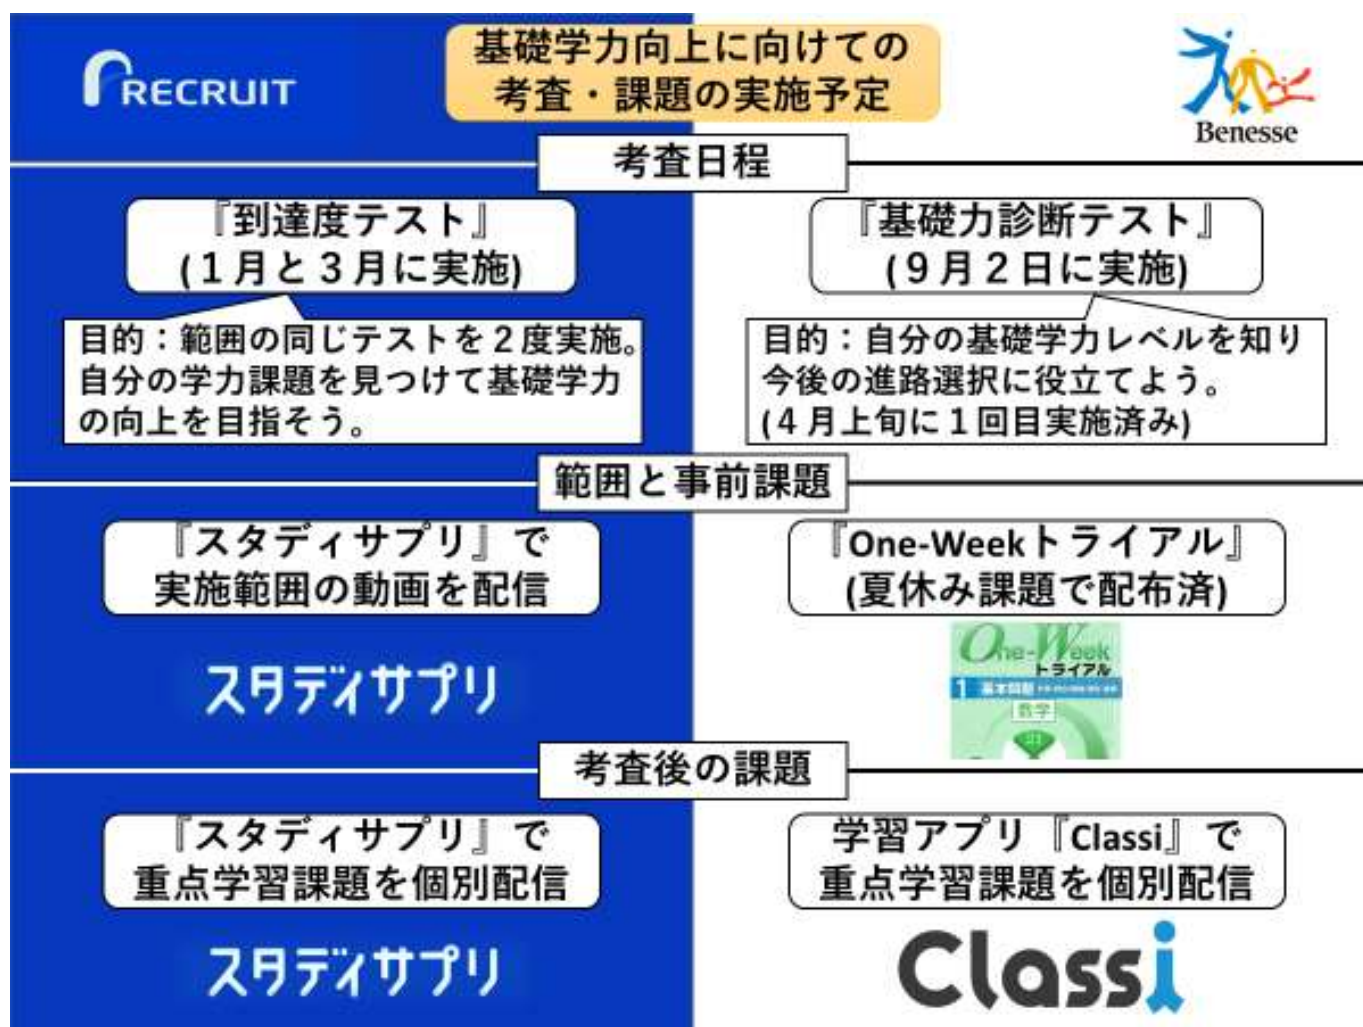 RECRUIT
基礎学力向上に向けての
考査・課題の実施予定
Benesse
考査日程
『到達度テスト』
(1月と3月に実施)
目的：範囲の同じテストを２度実施。
自分の学力課題を見つけて基礎学力
の向上を目指そう。
『基礎力診断テスト』
(９月２日に実施)
目的：自分の基礎学力レベルを知り
今後の進路選択に役立てよう。
(４月上旬に１回目実施済み)
範囲と事前課題
『スタディサプリ』で
実施範囲の動画を配信
スタディサプリ
『One-Weekトライアル』
(夏休み課題で配布済)
One-Week
トライアル
1 基本問題
数学
考査後の課題
『スタディサプリ』で
重点学習課題を個別配信
スタディサプリ
学習アプリ『Classi』で
重点学習課題を個別配信
Classi